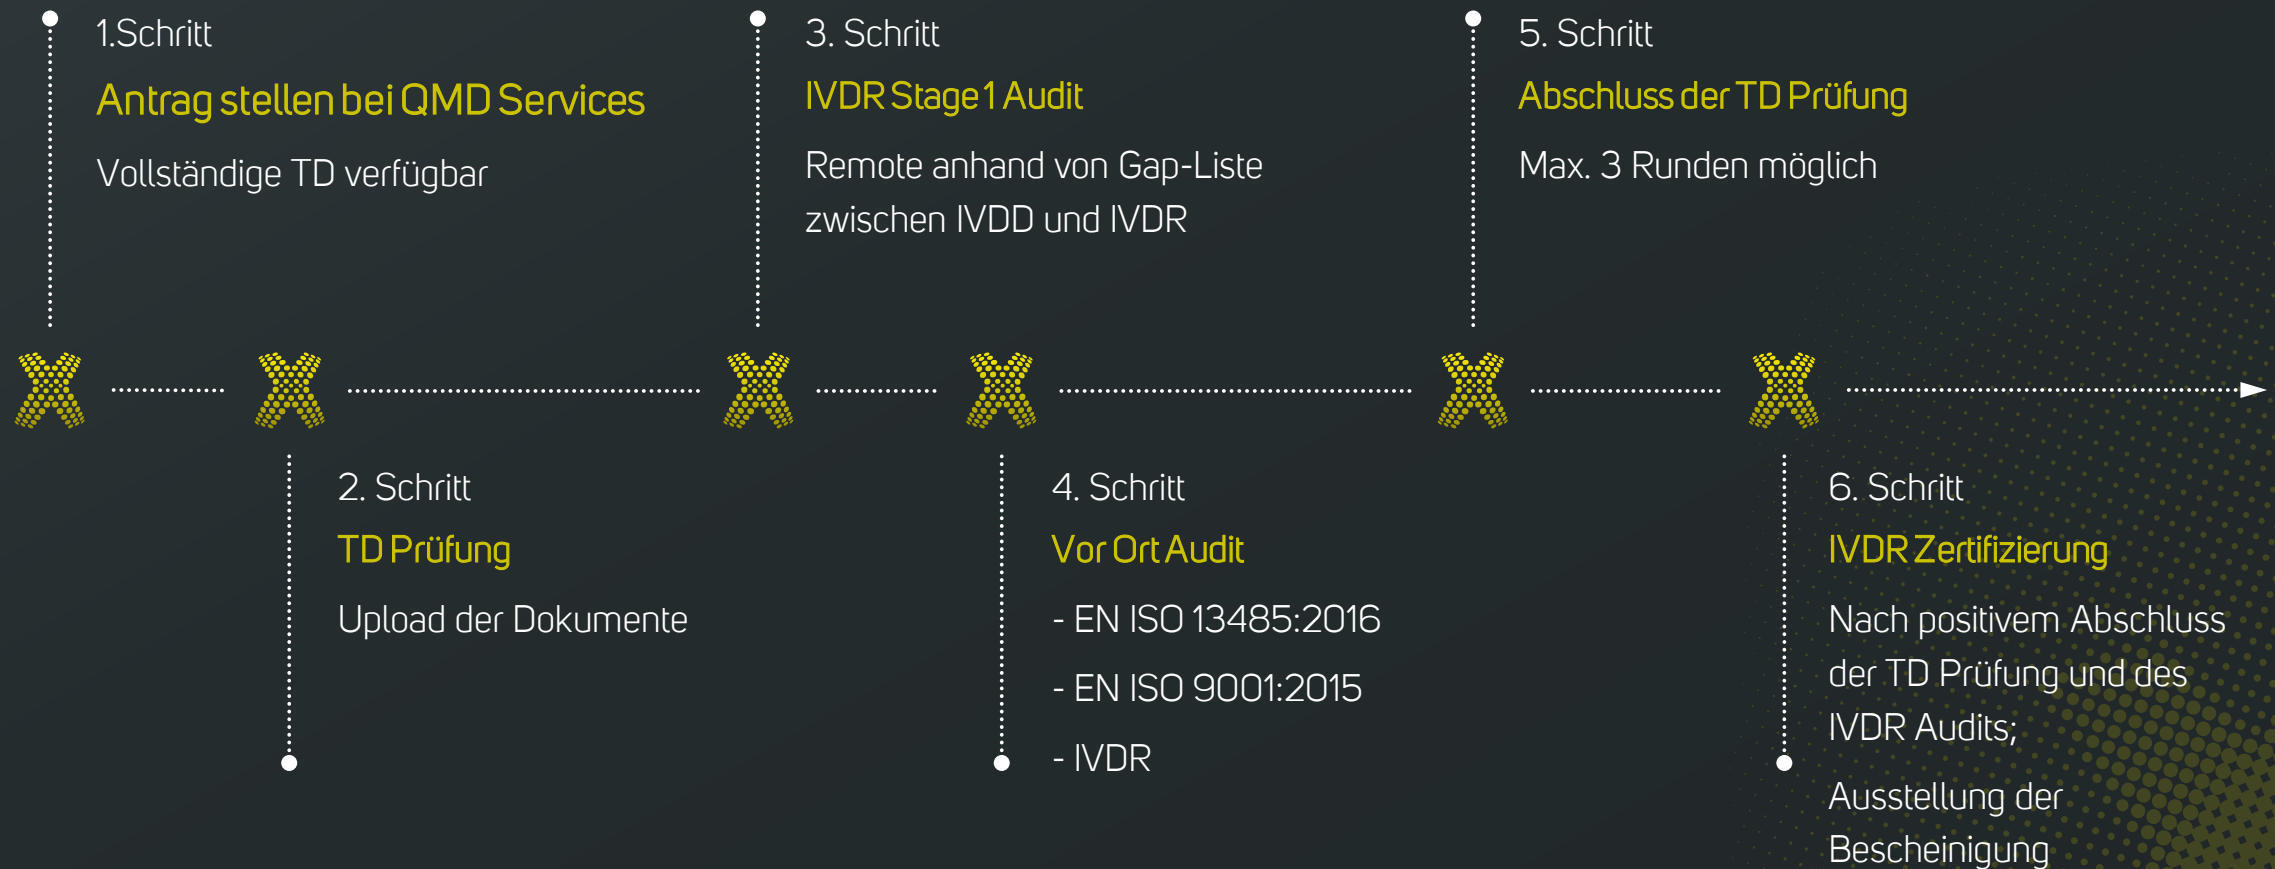 1.Schritt
Antrag stellen bei QMD Services
Vollständige TD verfügbar
2. Schritt
TD Prüfung
Upload der Dokumente
3. Schritt
IVDR Stage 1 Audit
Remote anhand von Gap-Liste
zwischen IVDD und IVDR
4. Schritt
Vor Ort Audit
- EN ISO 13485:2016
- EN ISO 9001:2015
- IVDR
5. Schritt
Abschluss der TD Prüfung
Max. 3 Runden möglich
6. Schritt
IVDR Zertifizierung
Nach positivem Abschluss
der TD Prüfung und des
IVDR Audits;
Ausstellung der
Bescheinigung